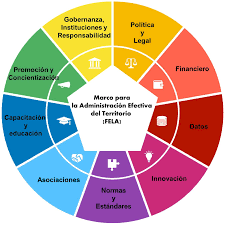 Gobernanza,
Instituciones y
Responsabilidad
Política
y
Legal
Financiero
Datos
Innovación
Normas
y
Estándares
Asociaciones
Capacitación
y
educación
Promoción y
Concientización
Marco para
la Administración Efectiva
del Territorio
(FELA)